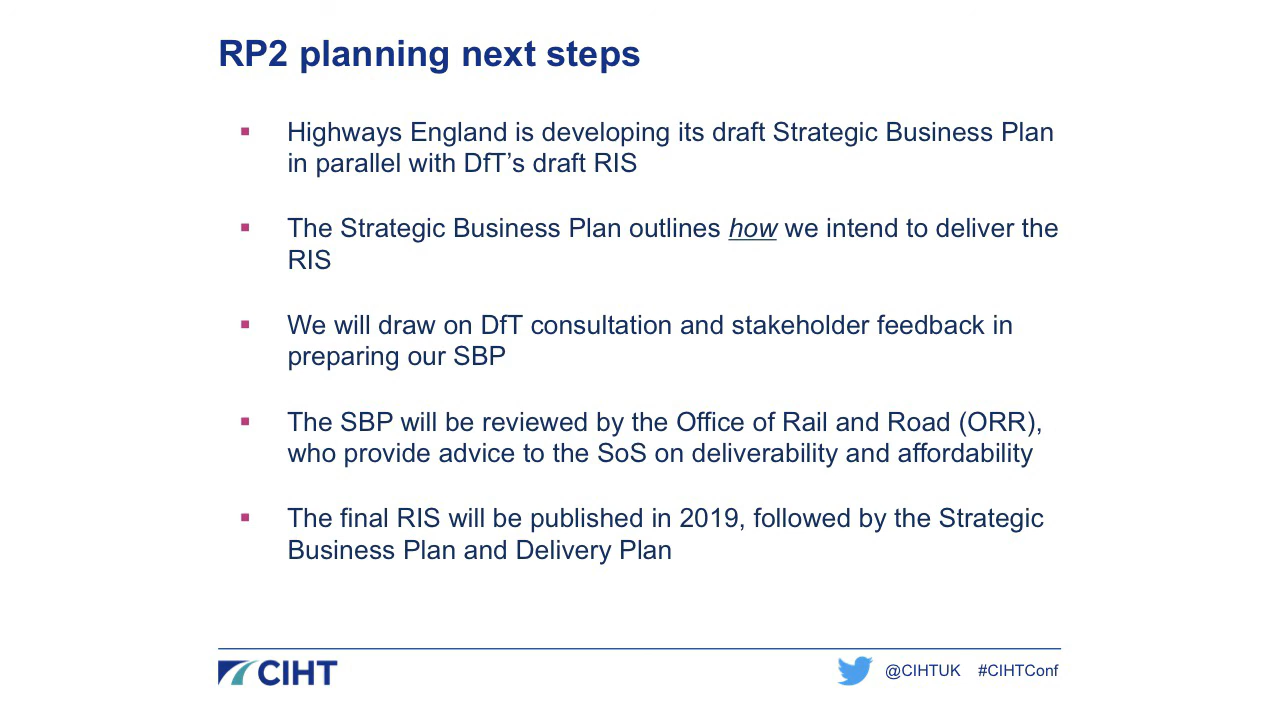 RP2 planning next steps
▪ Highways England is developing its draft Strategic Business Plan
in parallel with DfT’s draft RIS
▪ The Strategic Business Plan outlines how we intend to deliver the
RIS
▪ We will draw on DfT consultation and stakeholder feedback in
preparing our SBP
▪ The SBP will be reviewed by the Office of Rail and Road (ORR),
who provide advice to the SoS on deliverability and affordability
▪ The final RIS will be published in 2019, followed by the Strategic
Business Plan and Delivery Plan
CIHT
@CIHTUK #CIHTConf